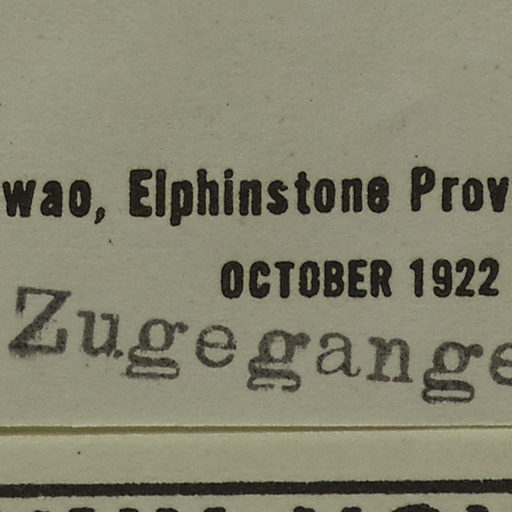 wao, Elphinstone Prov
OCTOBER 1922
Zugegange